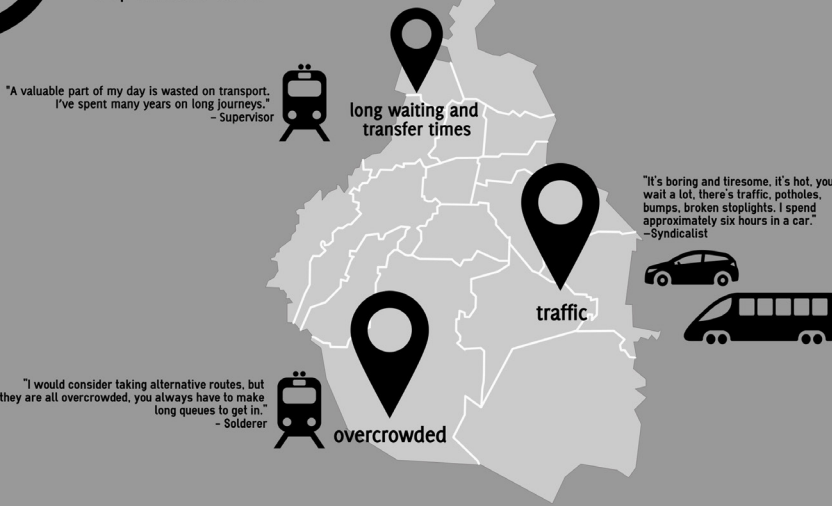 "A valuable part of my day is wasted on transport.
I've spent many years on long journeys."
– Supervisor
long waiting and
transfer times
"It's boring and tiresome, it's hot, you
wait a lot, there's traffic, potholes,
bumps, broken stoplights. I spend
approximately six hours in a car."
–Syndicalist
traffic
"I would consider taking alternative routes, but
they are all overcrowded, you always have to make
long queues to get in."
- Solderer
overcrowded